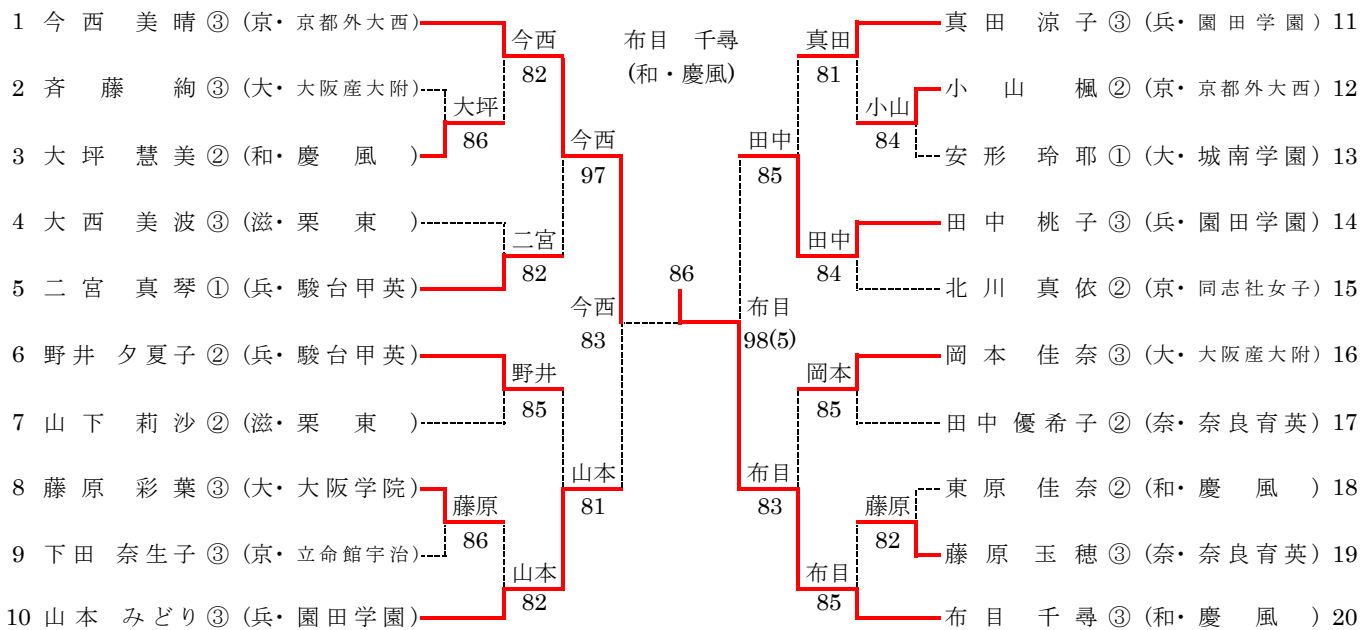 1 今西 美晴 ③ (京・京都外大西)
2 斉藤 絢 ③ (大・大阪産大附)
3 大坪 慧美 ② (和・慶風)
4 大西 美波 ③ (滋・栗東)
5 二宮 真琴 ① (兵・駿台甲英)
6 野井 夕夏子 ② (兵・駿台甲英)
7 山下 莉沙 ② (滋・栗東)
8 藤原 彩葉 ③ (大・大阪学院)
9 下田 奈生子 ③ (京・立命館宇治)
10 山本 みどり ③ (兵・園田学園)
今西
82
大坪
86
今西
97
二宮
82
今西
83
野井
85
山本
81
藤原
86
山本
82
布目 千尋
(和・慶風)
86
真田
81
小山
84
田中
85
田中
84
布目
98(5)
岡本
85
布目
83
藤原
82
布目
85
真田 涼子 ③ (兵・園田学園) 11
小山 楓 ② (京・京都外大西) 12
安形 玲耶 ① (大・城南学園) 13
田中 桃子 ③ (兵・園田学園) 14
北川 真依 ② (京・同志社女子) 15
岡本 佳奈 ③ (大・大阪産大附) 16
田中 優希子 ② (奈・奈良育英) 17
東原 佳奈 ② (和・慶風) 18
藤原 玉穂 ③ (奈・奈良育英) 19
布目 千尋 ③ (和・慶風) 20